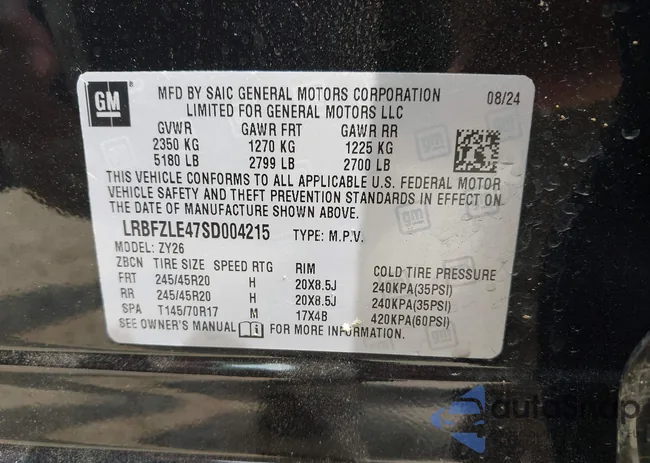 GM
MFD BY SAIC GENERAL MOTORS CORPORATION 08/24
LIMITED FOR GENERAL MOTORS LLC
GVWR GAWR FRT GAWR RR
2350 KG 1270 KG 1225 KG
5180 LB 2799 LB 2700 LB
THIS VEHICLE CONFORMS TO ALL APPLICABLE U.S. FEDERAL MOTOR
VEHICLE SAFETY AND THEFT PREVENTION STANDARDS IN EFFECT ON
THE DATE OF MANUFACTURE SHOWN ABOVE.
LRBFZLE47SD004215 TYPE: M.P.V.
MODEL: ZY26
ZBCN TIRE SIZE SPEED RTG RIM COLD TIRE PRESSURE
FRT 245/45R20 H 20X8.5J 240KPA(35PSI)
RR 245/45R20 H 20X8.5J 240KPA(35PSI)
SPA T145/70R17 M 17X4B 420KPA(60PSI)
SEE OWNER'S MANUAL FOR MORE INFORMATION
autoSnap